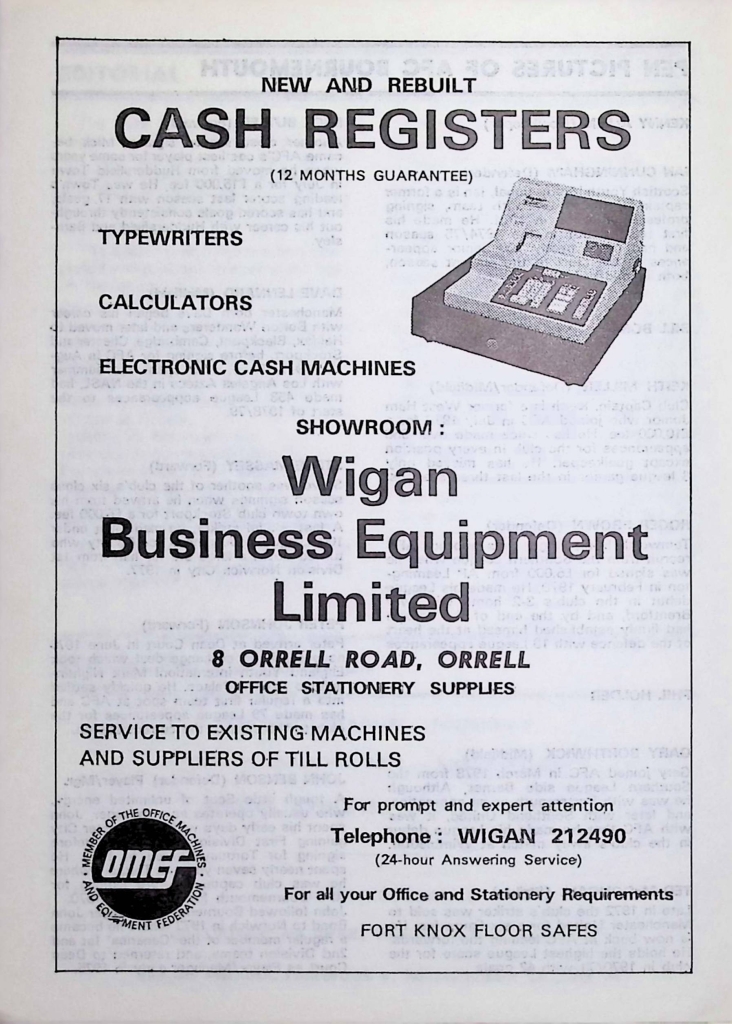 NEW AND REBUILT
CASH REGISTERS
(12 MONTHS GUARANTEE)
TYPEWRITERS
CALCULATORS
ELECTRONIC CASH MACHINES
SHOWROOM :
Wigan
Business Equipment
Limited
8 ORRELL ROAD, ORRELL
OFFICE STATIONERY SUPPLIES
SERVICE TO EXISTING MACHINES
AND SUPPLIERS OF TILL ROLLS
For prompt and expert attention
Telephone : WIGAN 212490
(24-hour Answering Service)
MEMBER OF THE OFFICE MACHINES
OMEF
AND EQUIPMENT FEDERATION
For all your Office and Stationery Requirements
FORT KNOX FLOOR SAFES